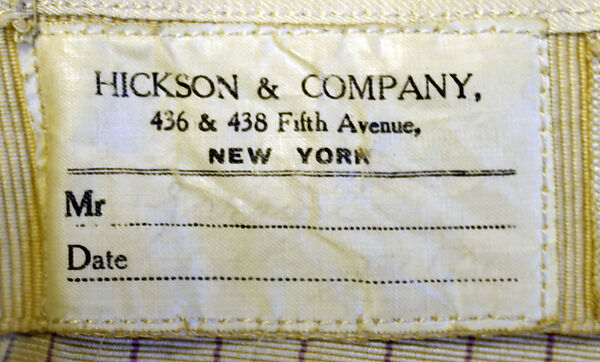 HICKSON & COMPANY,
436 & 438 Fifth Avenue,
NEW YORK
Mr
Date